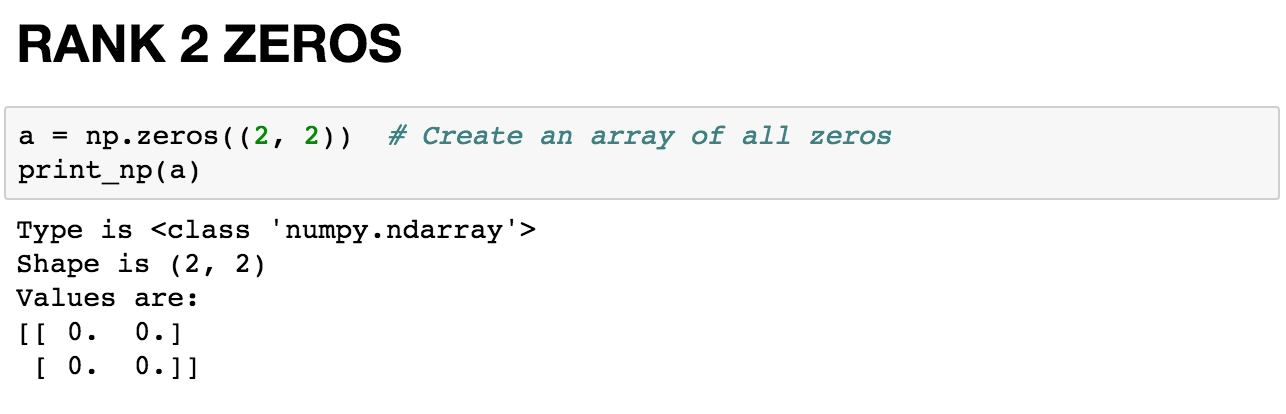 RANK 2 ZEROS
a = np.zeros((2, 2))  # Create an array of all zeros
print_np(a)
Type is <class 'numpy.ndarray'>
Shape is (2, 2)
Values are:
[[ 0.  0.]
 [ 0.  0.]]